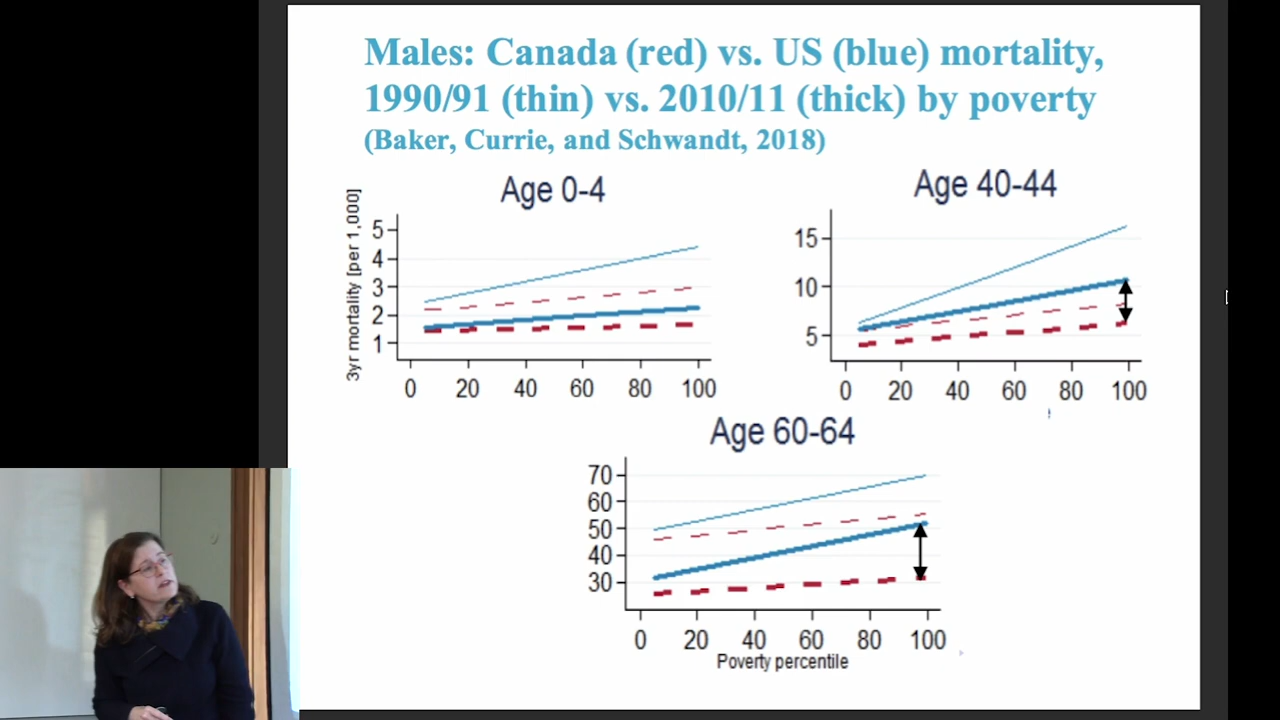 Males: Canada (red) vs. US (blue) mortality,
1990/91 (thin) vs. 2010/11 (thick) by poverty
(Baker, Currie, and Schwandt, 2018)
Age 0-4
3yr mortality [per 1,000]
5
4
3
2
1
0 20 40 60 80 100
Age 40-44
15
10
5
0 20 40 60 80 100
Age 60-64
70
60
50
40
30
0 20 40 60 80 100
Poverty percentile